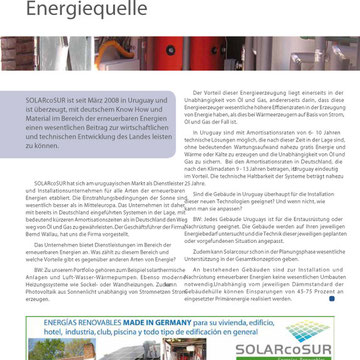 Energiequelle
SOLARcoSUR ist seit März 2008 in Uruguay und
ist überzeugt, mit deutschem Know How und
Material im Bereich der erneuerbaren Energien
einen wesentlichen Beitrag zur wirtschaftlichen
und technischen Entwicklung des Landes leisten
zu können.
SOLARcoSUR hat sich am uruguayischen Markt als Dienstleister
und Installationsunternehmen für alle Arten der erneuerbaren
Energien etabliert. Die Einstrahlungsbedingungen der Sonne sind
wesentlich besser als in Mitteleuropa. Das Unternehmen ist daher,
mit bereits in Deutschland eingeführten Systemen in der Lage, mit
bedeutend kürzeren Amortisationszeiten als in Deutschland den Weg
weg von Öl und Gas zu gewährleisten. Der Geschäftsführer der Firma,
Bernd Wallau, hat uns die Firma vorgestellt.
Das Unternehmen bietet Dienstleistungen im Bereich der
erneuerbaren Energien an. Was zählt zu diesem Bereich und
welche Vorteile gibt es gegenüber anderen Arten von Energie?
BW: Zu unserem Portfolio gehören zum Beispiel solarthermische
Anlagen und Luft-Wasser-Wärmepumpen. Ebenso moderne
Heizungssysteme wie Sockel- oder Wandheizungen. Zudem
Photovoltaik aus Sonnenlicht unabhängig von Stromnetzen Strom
erzeugen.
Der Vorteil dieser Energieerzeugung liegt einerseits in der
Unabhängigkeit von Öl und Gas, andererseits darin, dass diese
Energieerzeuger wesentliche höhere Effizienzraten in der Erzeugung
von Energie haben, als dies bei Wärmeerzeugern auf Basis von Strom,
Öl und Gas der Fall ist.
In Uruguay sind mit Amortisationsraten von 6- 10 Jahren
technische Lösungen möglich, die nach dieser Zeit in der Lage sind,
ohne bedeutenden Wartungsaufwand nahezu gratis Energie und
Wärme oder Kälte zu erzeugen und die Unabhängigkeit von Öl und
Gas zu sichern. Bei den Amortisationsraten in Deutschland, die
nach den Klimadaten 9 -13 Jahren betragen, ist Uruguay eindeutig
im Vorteil. Die technische Haltbarkeit der Systeme beträgt nahezu
25 Jahre.
Sind die Gebäude in Uruguay überhaupt für die Installation
dieser neuen Technologien geeignet? Und wenn nicht, wie
kann man sie anpassen?
BW: Jedes Gebäude Uruguays ist für die Erstausrüstung oder
Nachrüstung geeignet. Die Gebäude werden auf Ihren jeweiligen
Energiebedarf untersucht und die Technik dieser jeweiligen geplanten
oder vorgefundenen Situation angepasst.
Zudem kann Solarcosur schon in der Planungsphase wesentliche
Unterstützung in der Gesamtkonzeption geben.
An bestehenden Gebäuden sind zur Installation und
Nachrüstung erneuerbarer Energien keine wesentlichen Umbauten
notwendig. Unabhängig vom jeweiligen Dämmstandard der
Gebäudehülle können Einsparungen von 45-75 Prozent an
eingesetzter Primärenergie realisiert werden.
ENERGÍAS RENOVABLES MADE IN GERMANY para su vivienda, edificio,
hotel, industria, club, piscina y todo tipo de edificación en general
SOLARcoSUR